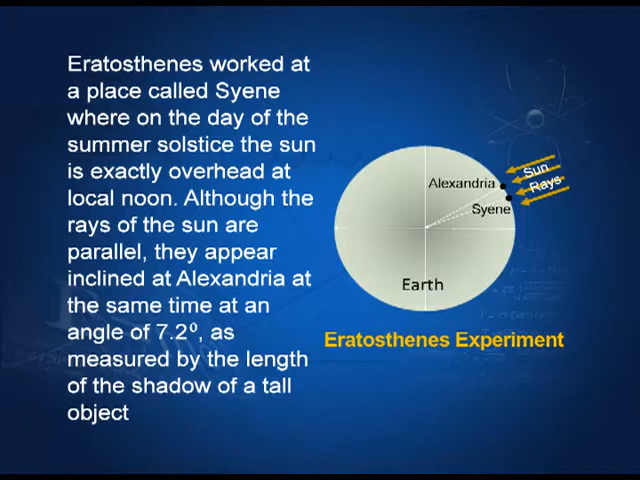 Eratosthenes worked at
a place called Syene
where on the day of the
summer solstice the sun
is exactly overhead at
local noon. Although the
rays of the sun are
parallel, they appear
inclined at Alexandria at
the same time at an
angle of 7.2º, as
measured by the length
of the shadow of a tall
object
Alexandria
Syene
Sun
Rays
Earth
Eratosthenes Experiment